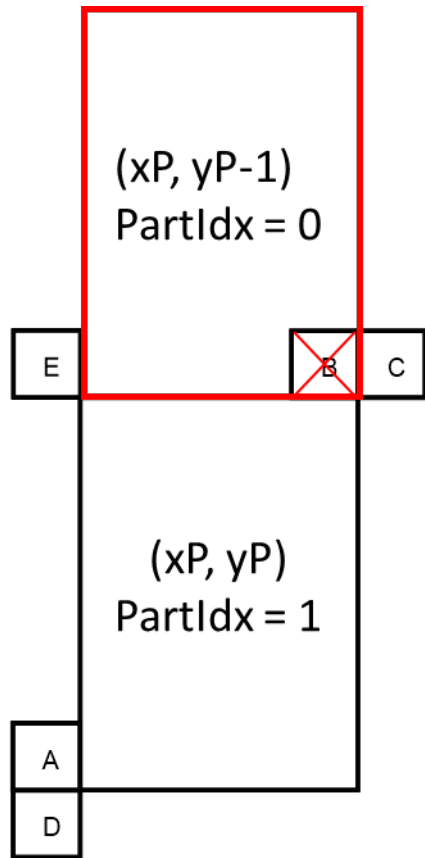 (xP, yP-1)
PartIdx = 0
E
B
C
(xP, yP)
PartIdx = 1
A
D